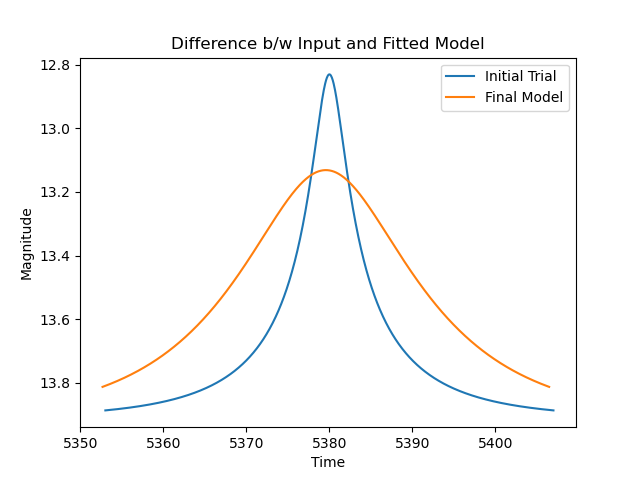 Difference b/w Input and Fitted Model
12.8
13.0
13.2
13.4
13.6
13.8
Magnitude
Initial Trial
Final Model
5350 5360 5370 5380 5390 5400
Time